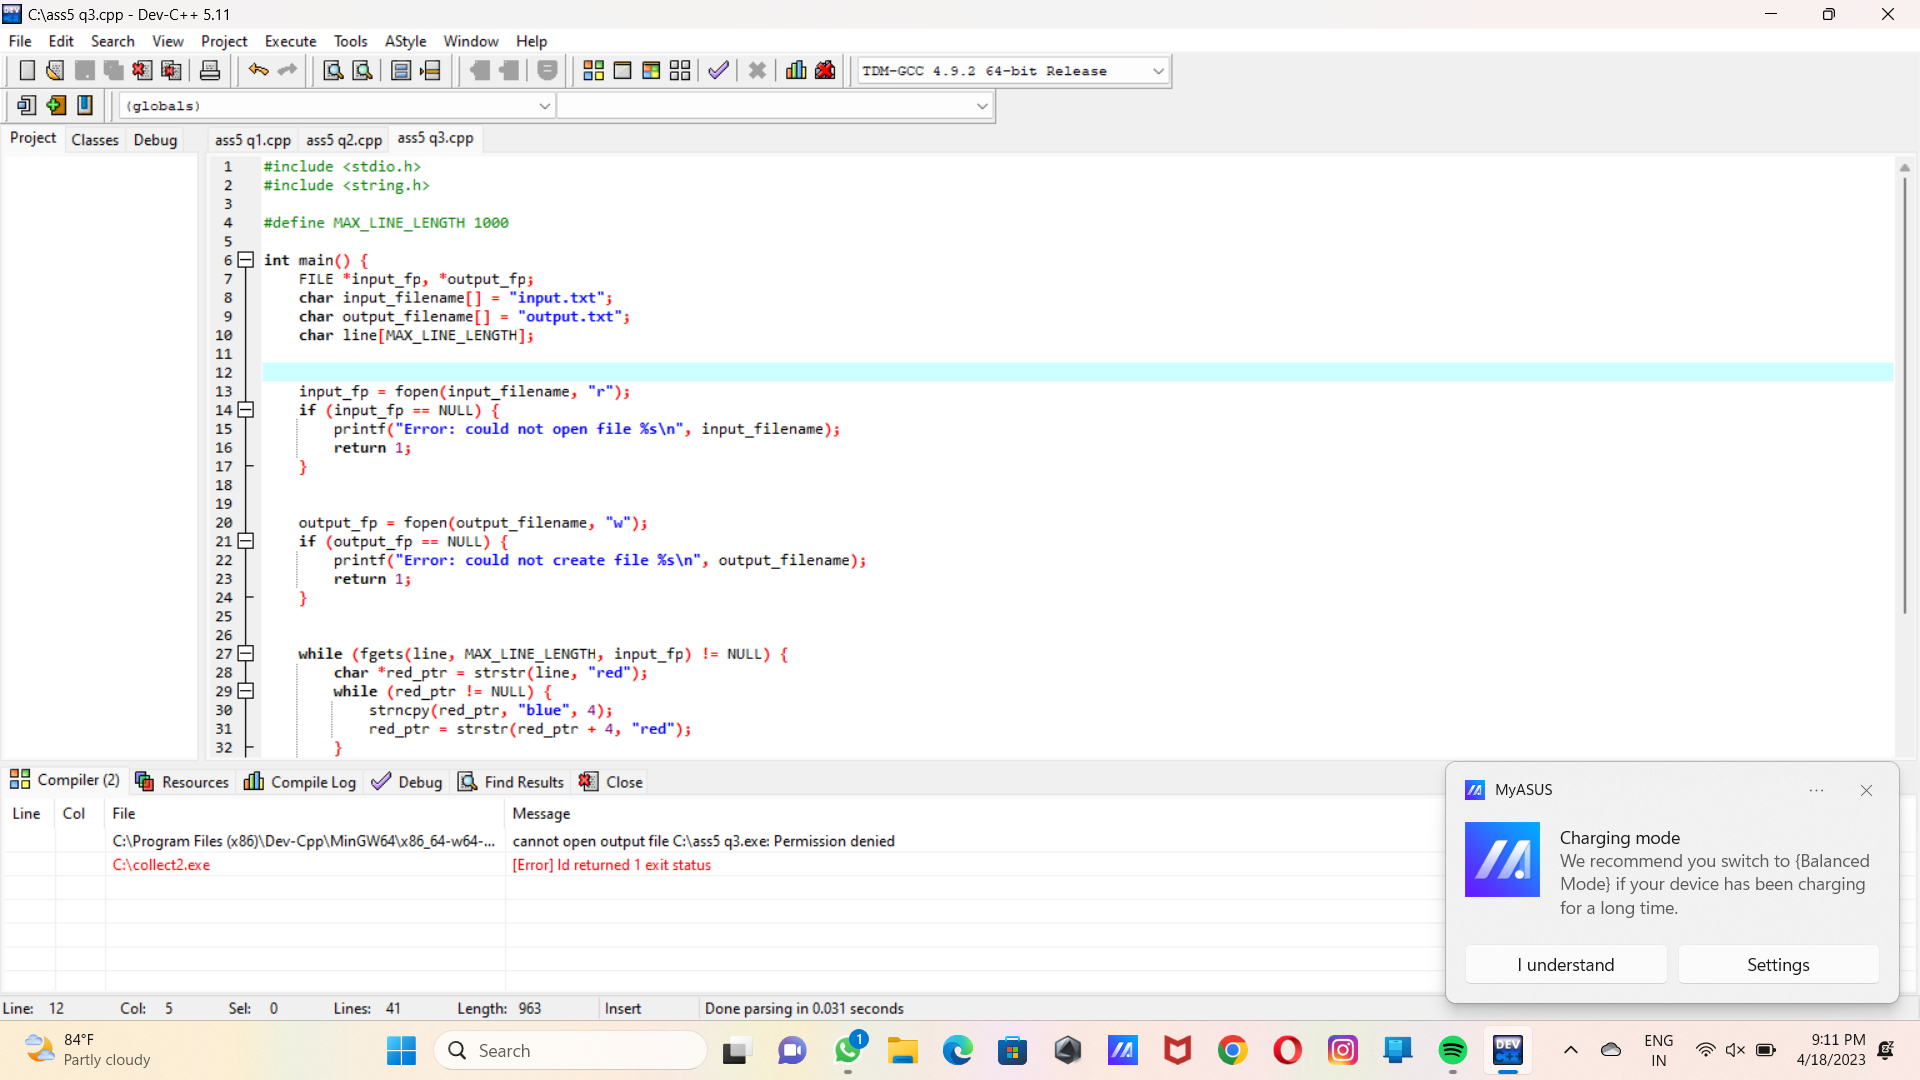 C:\ass5 q3.cpp - Dev-C++ 5.11
File Edit Search View Project Execute Tools AStyle Window Help
TDM-GCC 4.9.2 64-bit Release
(globals)
Project Classes Debug
ass5 q1.cpp ass5 q2.cpp ass5 q3.cpp
1 #include <stdio.h>
2 #include <string.h>
3
4 #define MAX_LINE_LENGTH 1000
5
6 int main() {
7 FILE *input_fp, *output_fp;
8 char input_filename[] = "input.txt";
9 char output_filename[] = "output.txt";
10 char line[MAX_LINE_LENGTH];
11
12
13 input_fp = fopen(input_filename, "r");
14 if (input_fp == NULL) {
15 printf("Error: could not open file %s\n", input_filename);
16 return 1;
17 }
18
19
20 output_fp = fopen(output_filename, "w");
21 if (output_fp == NULL) {
22 printf("Error: could not create file %s\n", output_filename);
23 return 1;
24 }
25
26
27 while (fgets(line, MAX_LINE_LENGTH, input_fp) != NULL) {
28 char *red_ptr = strstr(line, "red");
29 while (red_ptr != NULL) {
30 strncpy(red_ptr, "blue", 4);
31 red_ptr = strstr(red_ptr + 4, "red");
32 }
Compiler (2) Resources Compile Log Debug Find Results Close
Line Col File Message
C:\Program Files (x86)\Dev-Cpp\MinGW64\x86_64-w64-... cannot open output file C:\ass5 q3.exe: Permission denied
C:\collect2.exe [Error] ld returned 1 exit status
MyASUS
Charging mode
We recommend you switch to {Balanced
Mode} if your device has been charging
for a long time.
I understand Settings
Line: 12 Col: 5 Sel: 0 Lines: 41 Length: 963 Insert Done parsing in 0.031 seconds
84°F
Partly cloudy
Search
1
DEV
C++
ENG
IN
9:11 PM
4/18/2023